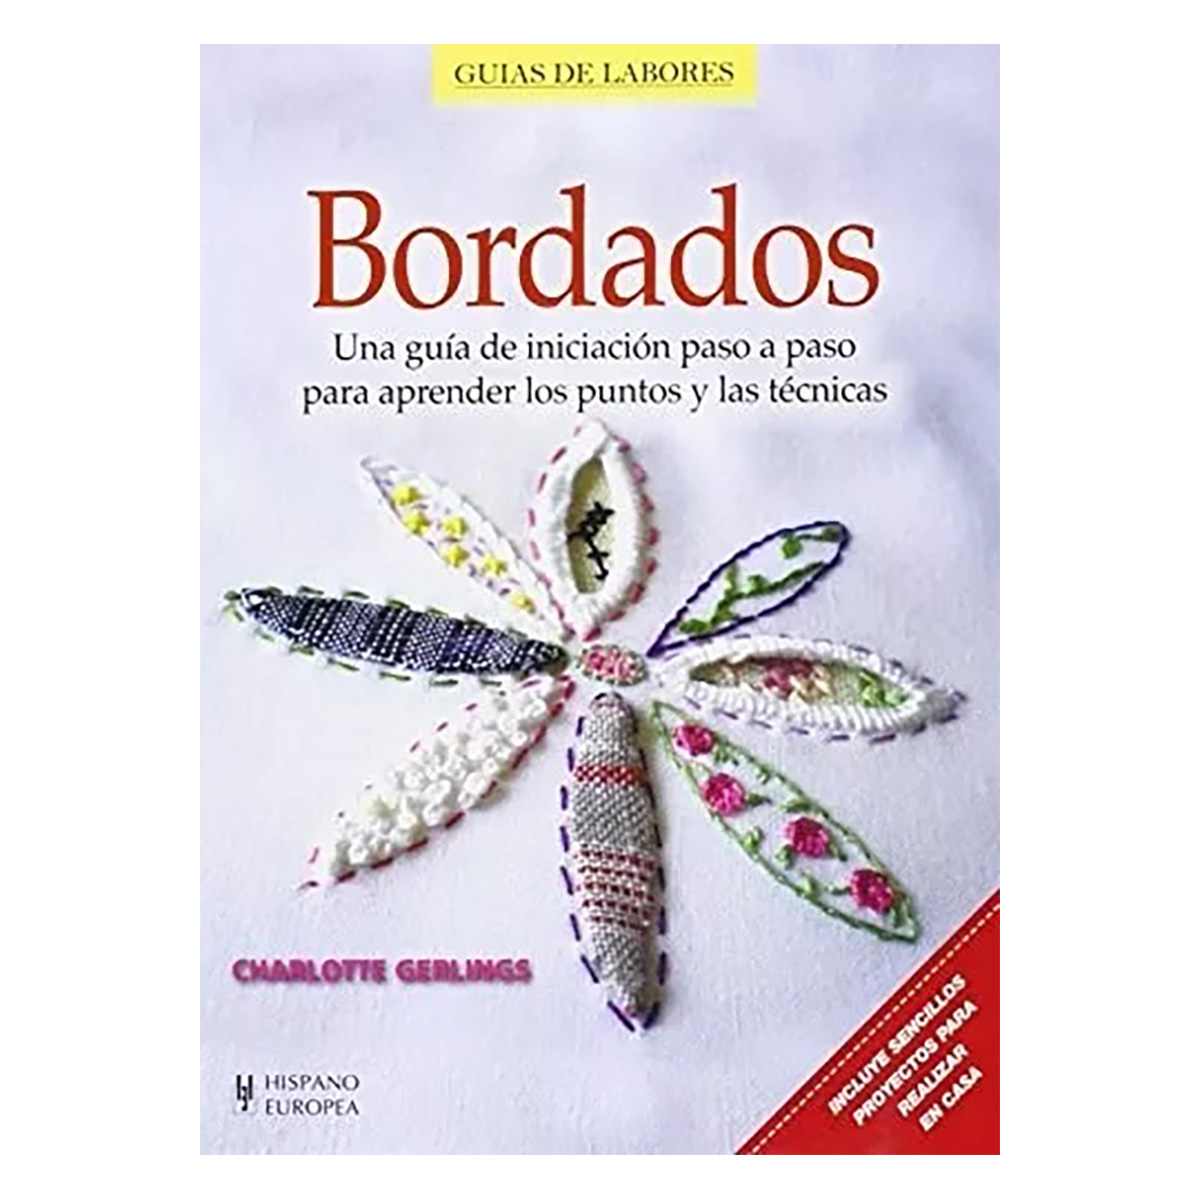 GUIAS DE LABORES
Bordados
Una guía de iniciación paso a paso
para aprender los puntos y las técnicas
CHARLOTTE GERLINGS
HISPANO
EUROPEA
INCLUYE SENCILLOS
PROYECTOS PARA
REALIZAR
EN CASA